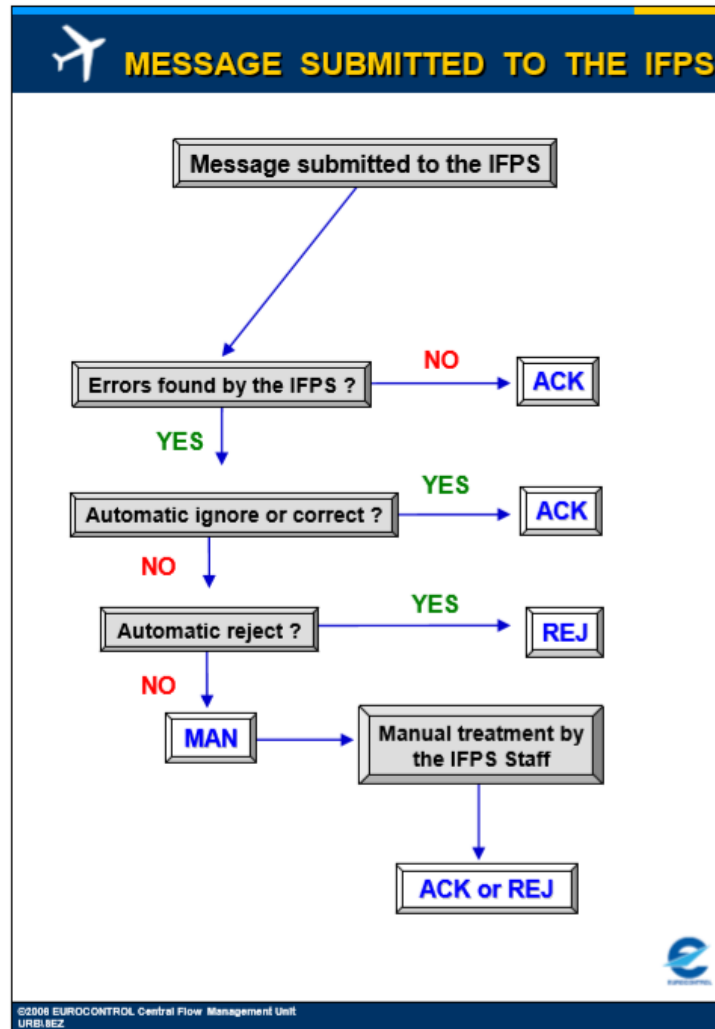 MESSAGE SUBMITTED TO THE IFPS
Message submitted to the IFPS
Errors found by the IFPS ?
NO
ACK
YES
Automatic ignore or correct ?
YES
ACK
NO
Automatic reject ?
YES
REJ
NO
MAN
Manual treatment by
the IFPS Staff
ACK or REJ
EUROCONTROL
EUROCONTROL Central Flow Management Unit